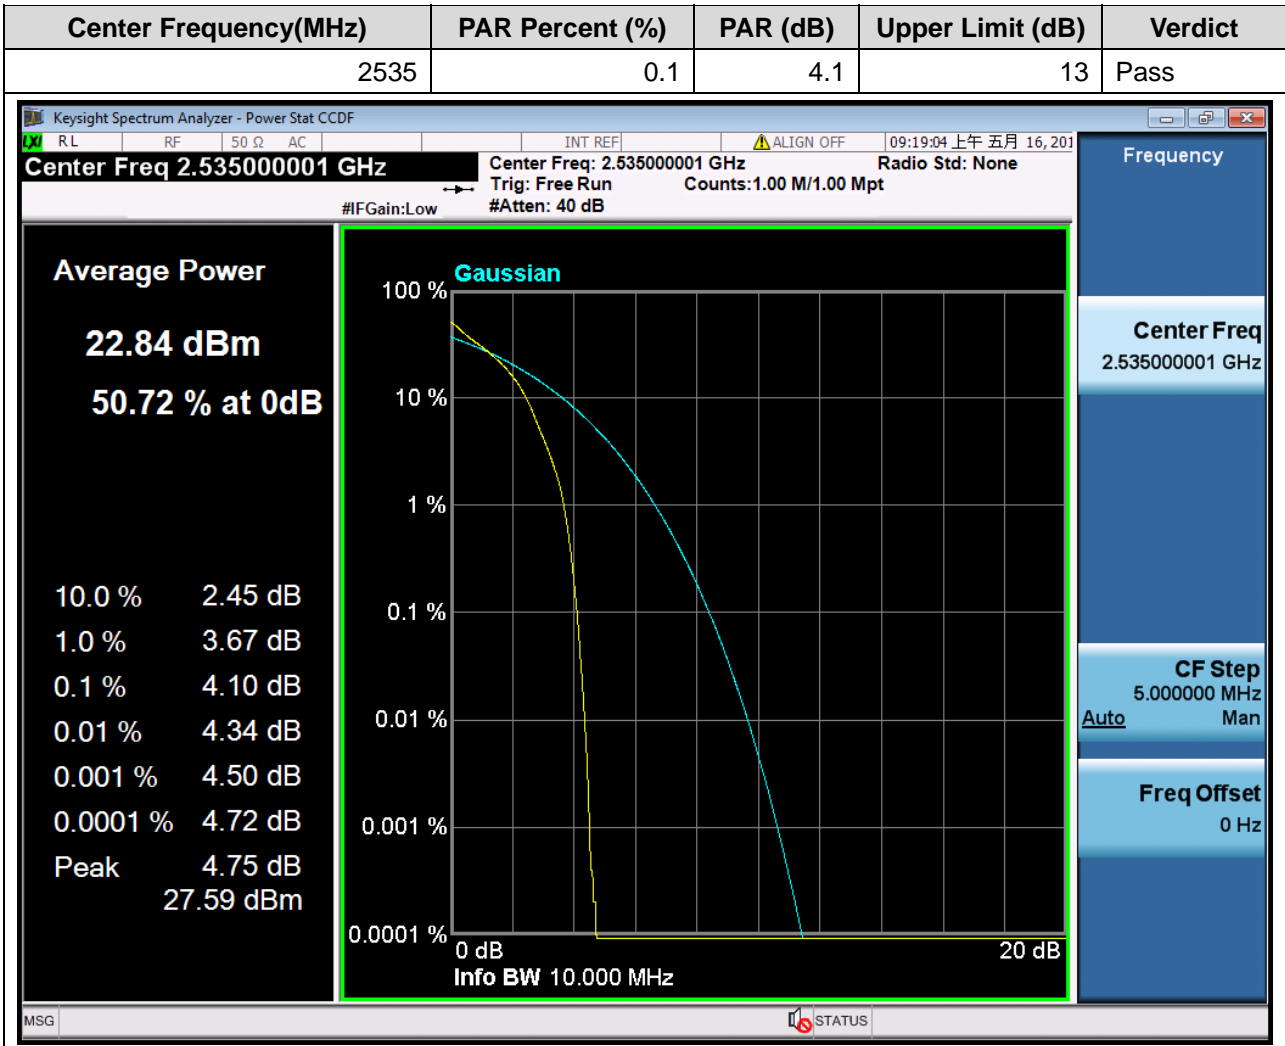 Center Frequency(MHz) PAR Percent (%) PAR (dB) Upper Limit (dB) Verdict
2535 0.1 4.1 13 Pass
Keysight Spectrum Analyzer - Power Stat CCDF
LXI RL RF 50 Ω AC INT REF ALIGN OFF 09:19:04 上午 五月 16, 201
Center Freq 2.535000001 GHz
#IFGain:Low
Center Freq: 2.535000001 GHz Radio Std: None
Trig: Free Run Counts:1.00 M/1.00 Mpt
#Atten: 40 dB
Average Power
22.84 dBm
50.72 % at 0dB
10.0 % 2.45 dB
1.0 % 3.67 dB
0.1 % 4.10 dB
0.01 % 4.34 dB
0.001 % 4.50 dB
0.0001 % 4.72 dB
Peak 4.75 dB
27.59 dBm
Gaussian
100 %
10 %
1 %
0.1 %
0.01 %
0.001 %
0.0001 %
0 dB 20 dB
Info BW 10.000 MHz
Frequency
Center Freq
2.535000001 GHz
CF Step
5.000000 MHz
Auto Man
Freq Offset
0 Hz
MSG STATUS